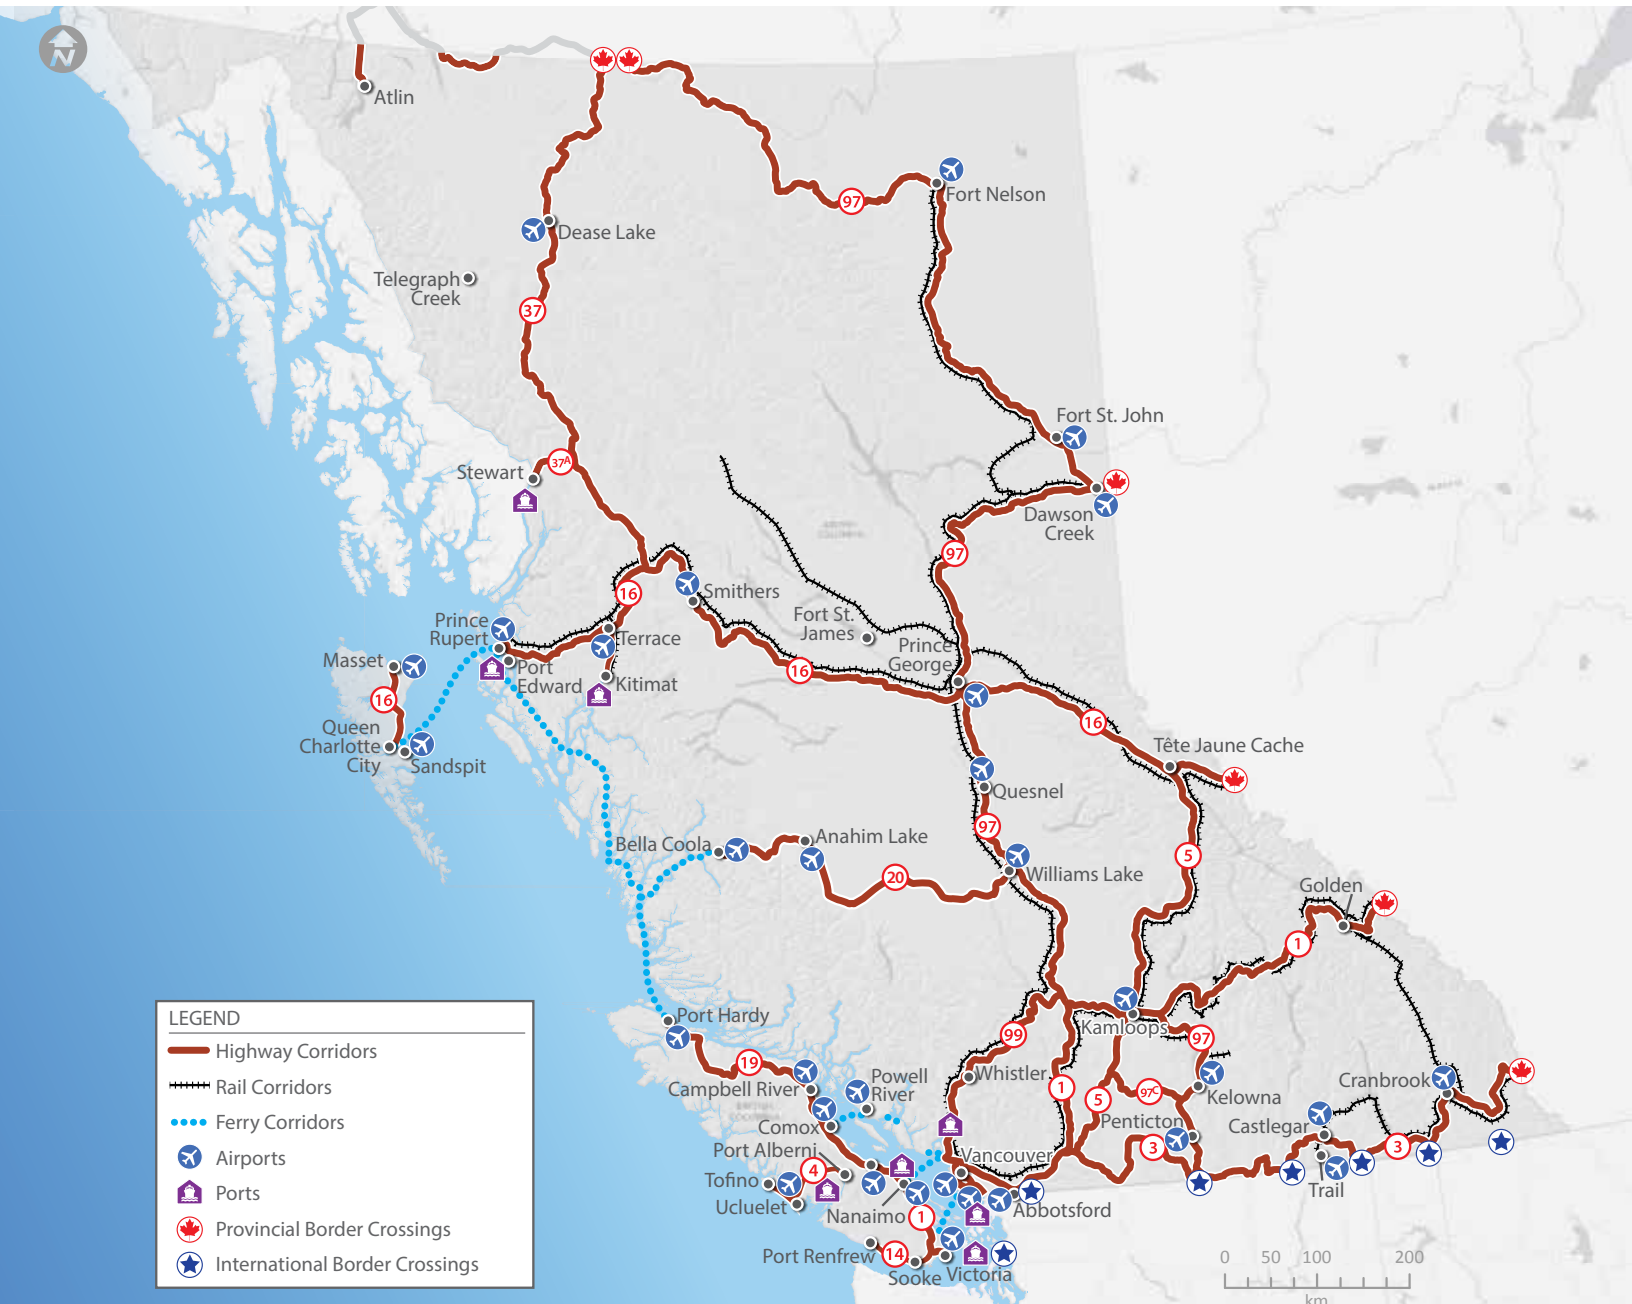 N
Atlin
97
Fort Nelson
Dease Lake
Telegraph
Creek
37
Fort St. John
Stewart
37A
Dawson
Creek
97
16
Smithers
Fort St.
James
Prince
Rupert
Terrace
Prince
George
Masset
Port
Edward
Kitimat
16
16
16
Queen
Charlotte
City
Sandspit
Tête Jaune Cache
Quesnel
97
Bella Coola
Anahim Lake
5
20
Williams Lake
Golden
1
Port Hardy
Kamloops
99
97
19
Campbell River
Powell
River
Whistler
1
5
97C
Kelowna
Cranbrook
Comox
Penticton
Castlegar
Port Alberni
4
Vancouver
3
3
Tofino
Ucluelet
Nanaimo
1
Abbotsford
Trail
Port Renfrew
14
Sooke
Victoria
LEGEND
Highway Corridors
Rail Corridors
Ferry Corridors
Airports
Ports
Provincial Border Crossings
International Border Crossings
0 50 100 200
km